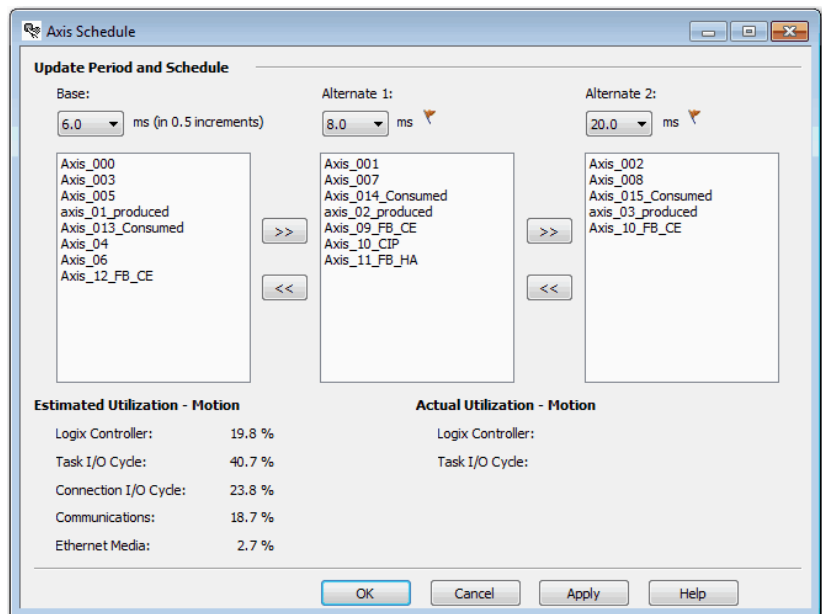 Axis Schedule
Update Period and Schedule
Base:
6.0 ms (in 0.5 increments)
Axis_000
Axis_003
Axis_005
axis_01_produced
Axis_013_Consumed
Axis_04
Axis_06
Axis_12_FB_CE
>>
<<
Alternate 1:
8.0 ms
Axis_001
Axis_007
Axis_014_Consumed
axis_02_produced
Axis_09_FB_CE
Axis_10_CIP
Axis_11_FB_HA
>>
<<
Alternate 2:
20.0 ms
Axis_002
Axis_008
Axis_015_Consumed
axis_03_produced
Axis_10_FB_CE
Estimated Utilization - Motion
Logix Controller: 19.8 %
Task I/O Cycle: 40.7 %
Connection I/O Cycle: 23.8 %
Communications: 18.7 %
Ethernet Media: 2.7 %
Actual Utilization - Motion
Logix Controller:
Task I/O Cycle:
OK Cancel Apply Help